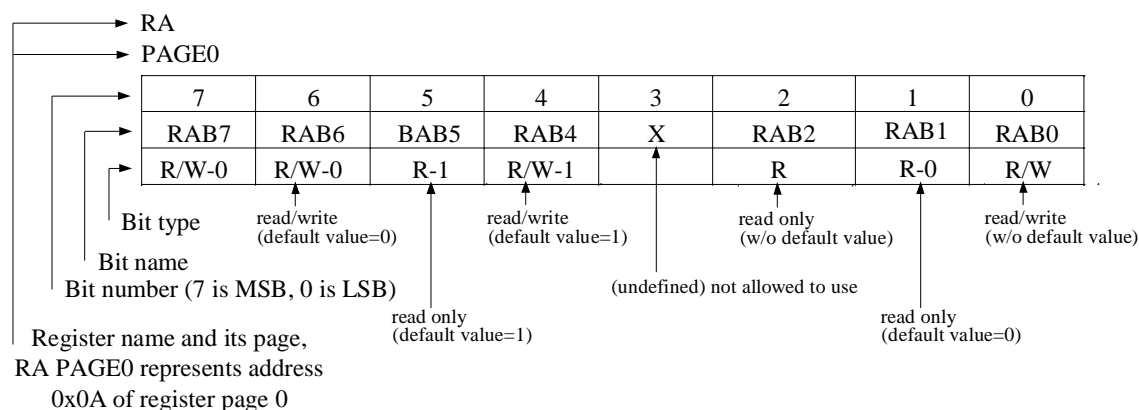 RA
PAGE0
7 6 5 4 3 2 1 0
RAB7 RAB6 BAB5 RAB4 X RAB2 RAB1 RAB0
R/W-0 R/W-0 R-1 R/W-1 R R-0 R/W
Bit type
read/write
(default value=0)
read/write
(default value=1)
read only
(w/o default value)
read/write
(w/o default value)
Bit name
Bit number (7 is MSB, 0 is LSB)
(undefined) not allowed to use
read only
(default value=1)
read only
(default value=0)
Register name and its page,
RA PAGE0 represents address
0x0A of register page 0